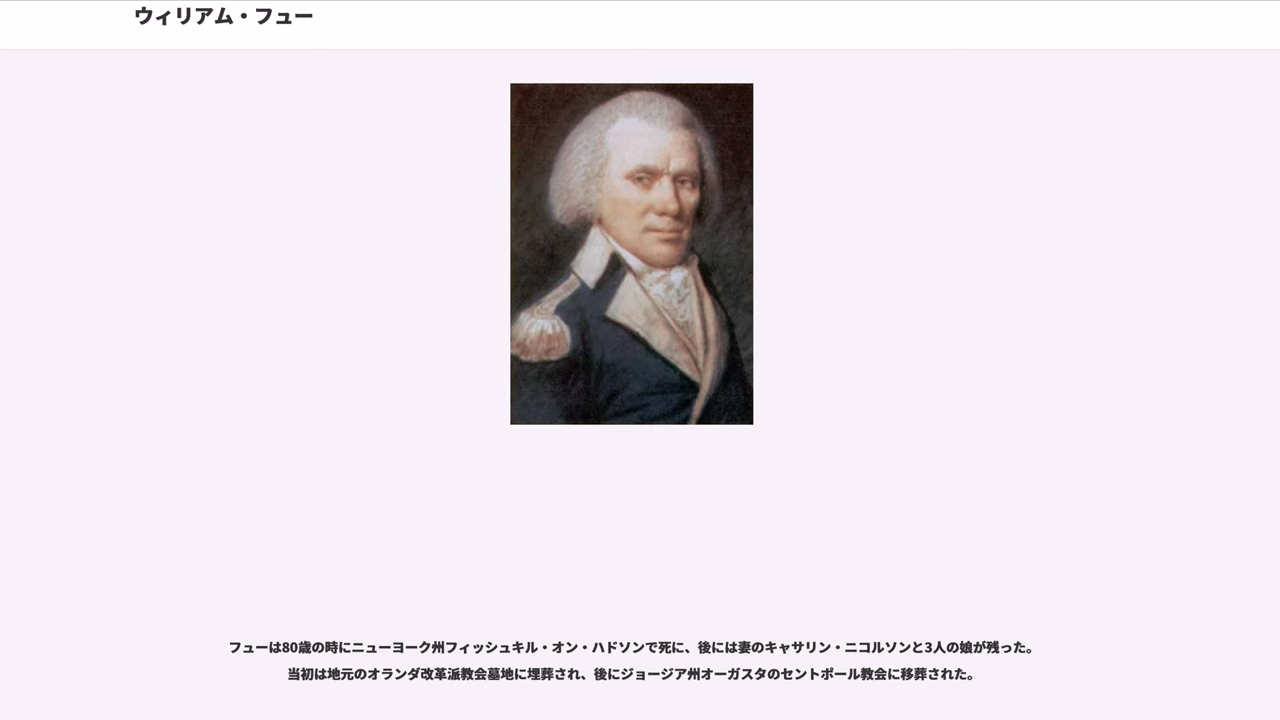 ウィリアム・フュー
フューは80歳の時にニューヨーク州フィッシュキル・オン・ハドソンで死に、後には妻のキャサリン・ニコルソンと3人の娘が残った。
当初は地元のオランダ改革派教会墓地に埋葬され、後にジョージア州オーガスタのセントポール教会に移葬された。